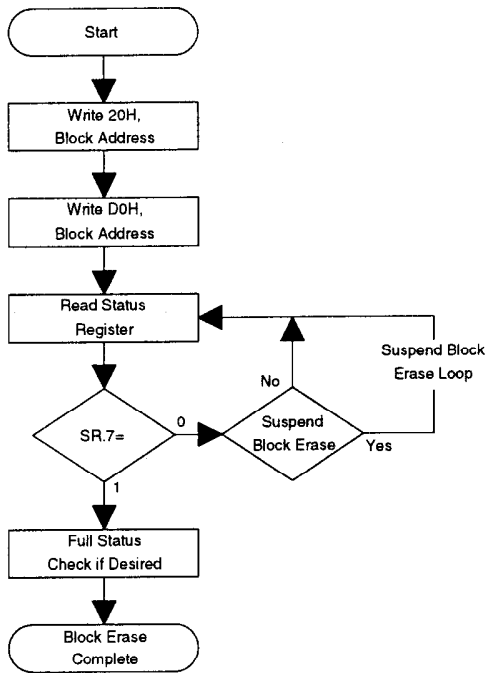 Start
Write 20H,
Block Address
Write D0H,
Block Address
Read Status
Register
Suspend Block
Erase Loop
No
SR.7=
0
Suspend
Block Erase
Yes
1
Full Status
Check if Desired
Block Erase
Complete